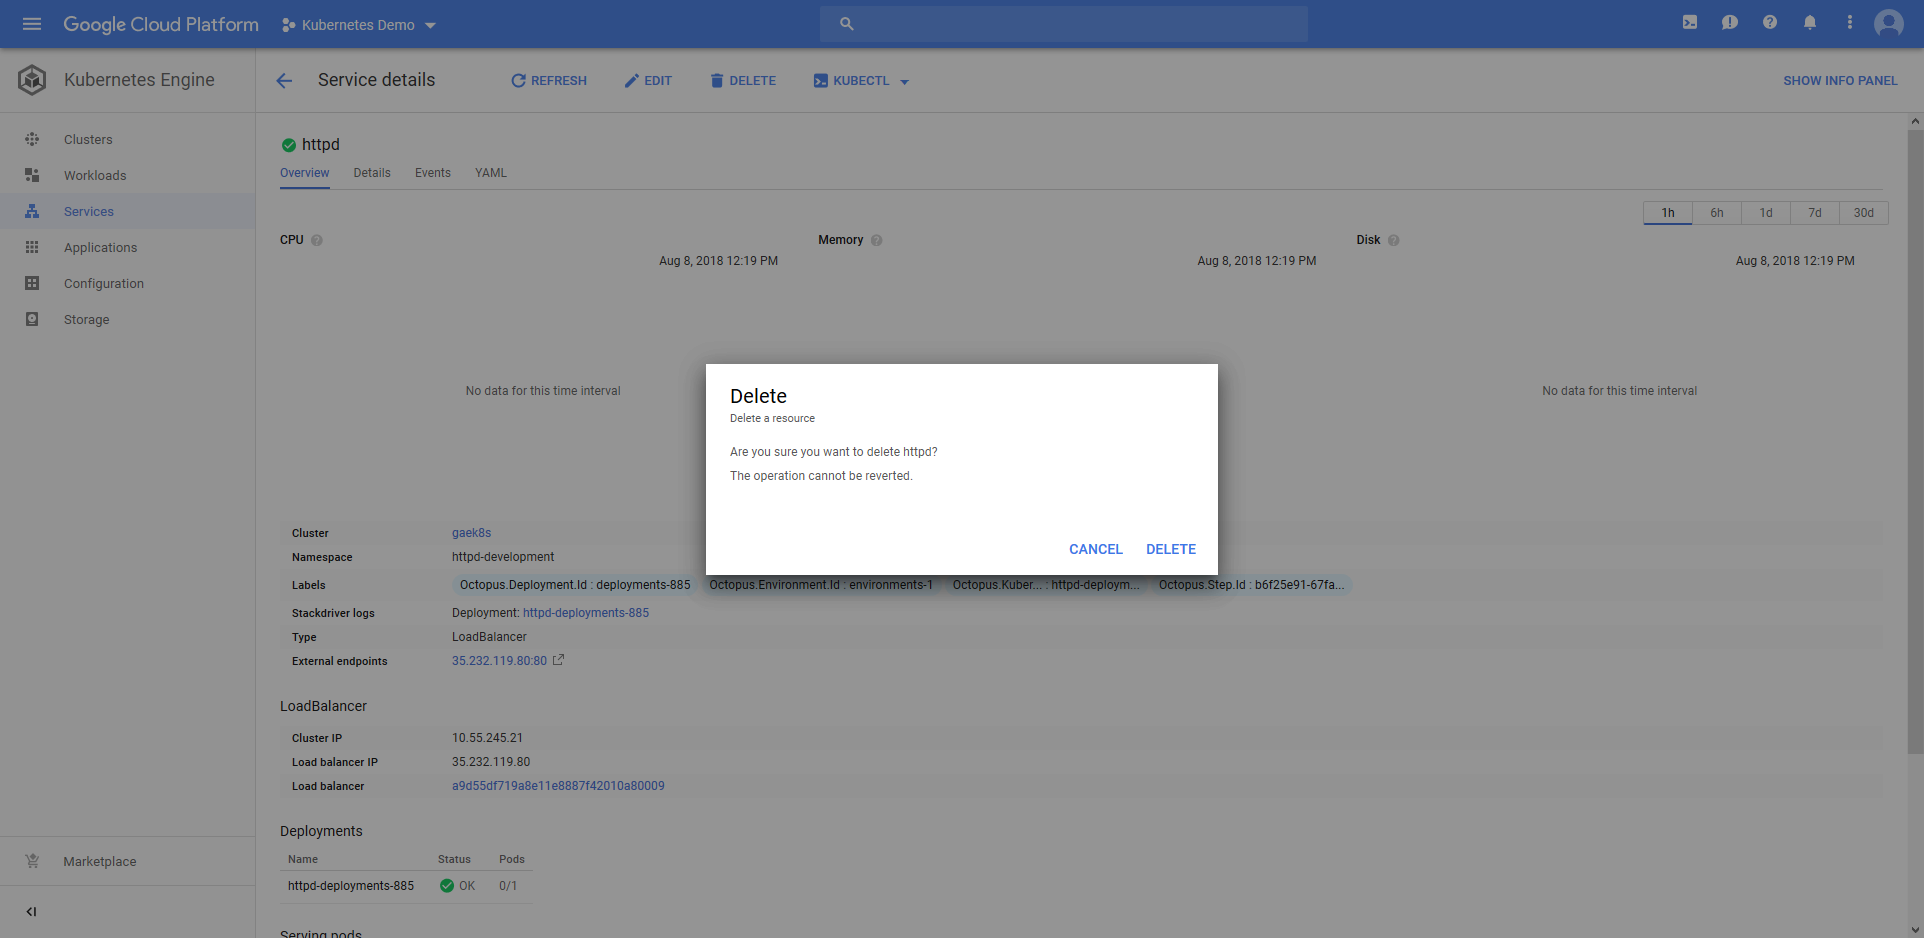 Google Cloud Platform
Kubernetes Demo
Kubernetes Engine
Service details
REFRESH
EDIT
DELETE
KUBECTL
SHOW INFO PANEL
Clusters
Workloads
Services
Applications
Configuration
Storage
httpd
Overview Details Events YAML
1h 6h 1d 7d 30d
CPU
Memory
Disk
Aug 8, 2018 12:19 PM
Aug 8, 2018 12:19 PM
Aug 8, 2018 12:19 PM
No data for this time interval
No data for this time interval
Delete
Delete a resource
Are you sure you want to delete httpd?
The operation cannot be reverted.
CANCEL DELETE
Cluster gaek8s
Namespace httpd-development
Labels Octopus.Deployment.Id : deployments-885 Octopus.Environment.Id : environments-1 Octopus.Kuber... : httpd-deploym... Octopus.Step.Id : b6f25e91-67fa...
Stackdriver logs Deployment: httpd-deployments-885
Type LoadBalancer
External endpoints 35.232.119.80:80
LoadBalancer
Cluster IP 10.55.245.21
Load balancer IP 35.232.119.80
Load balancer a9d55df719a8e11e8887f42010a80009
Deployments
Name Status Pods
httpd-deployments-885 OK 0/1
Serving pods
Marketplace